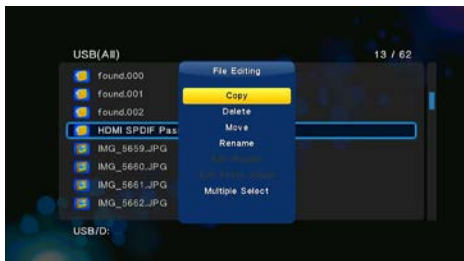 USB(All)
13 / 62
found.000
found.001
found.002
HDMI SPDIF Pas
IMG_5659.JPG
IMG_5660.JPG
IMG_5661.JPG
IMG_5662.JPG
File Editing
Copy
Delete
Move
Rename
Multiple Select
USB/D: